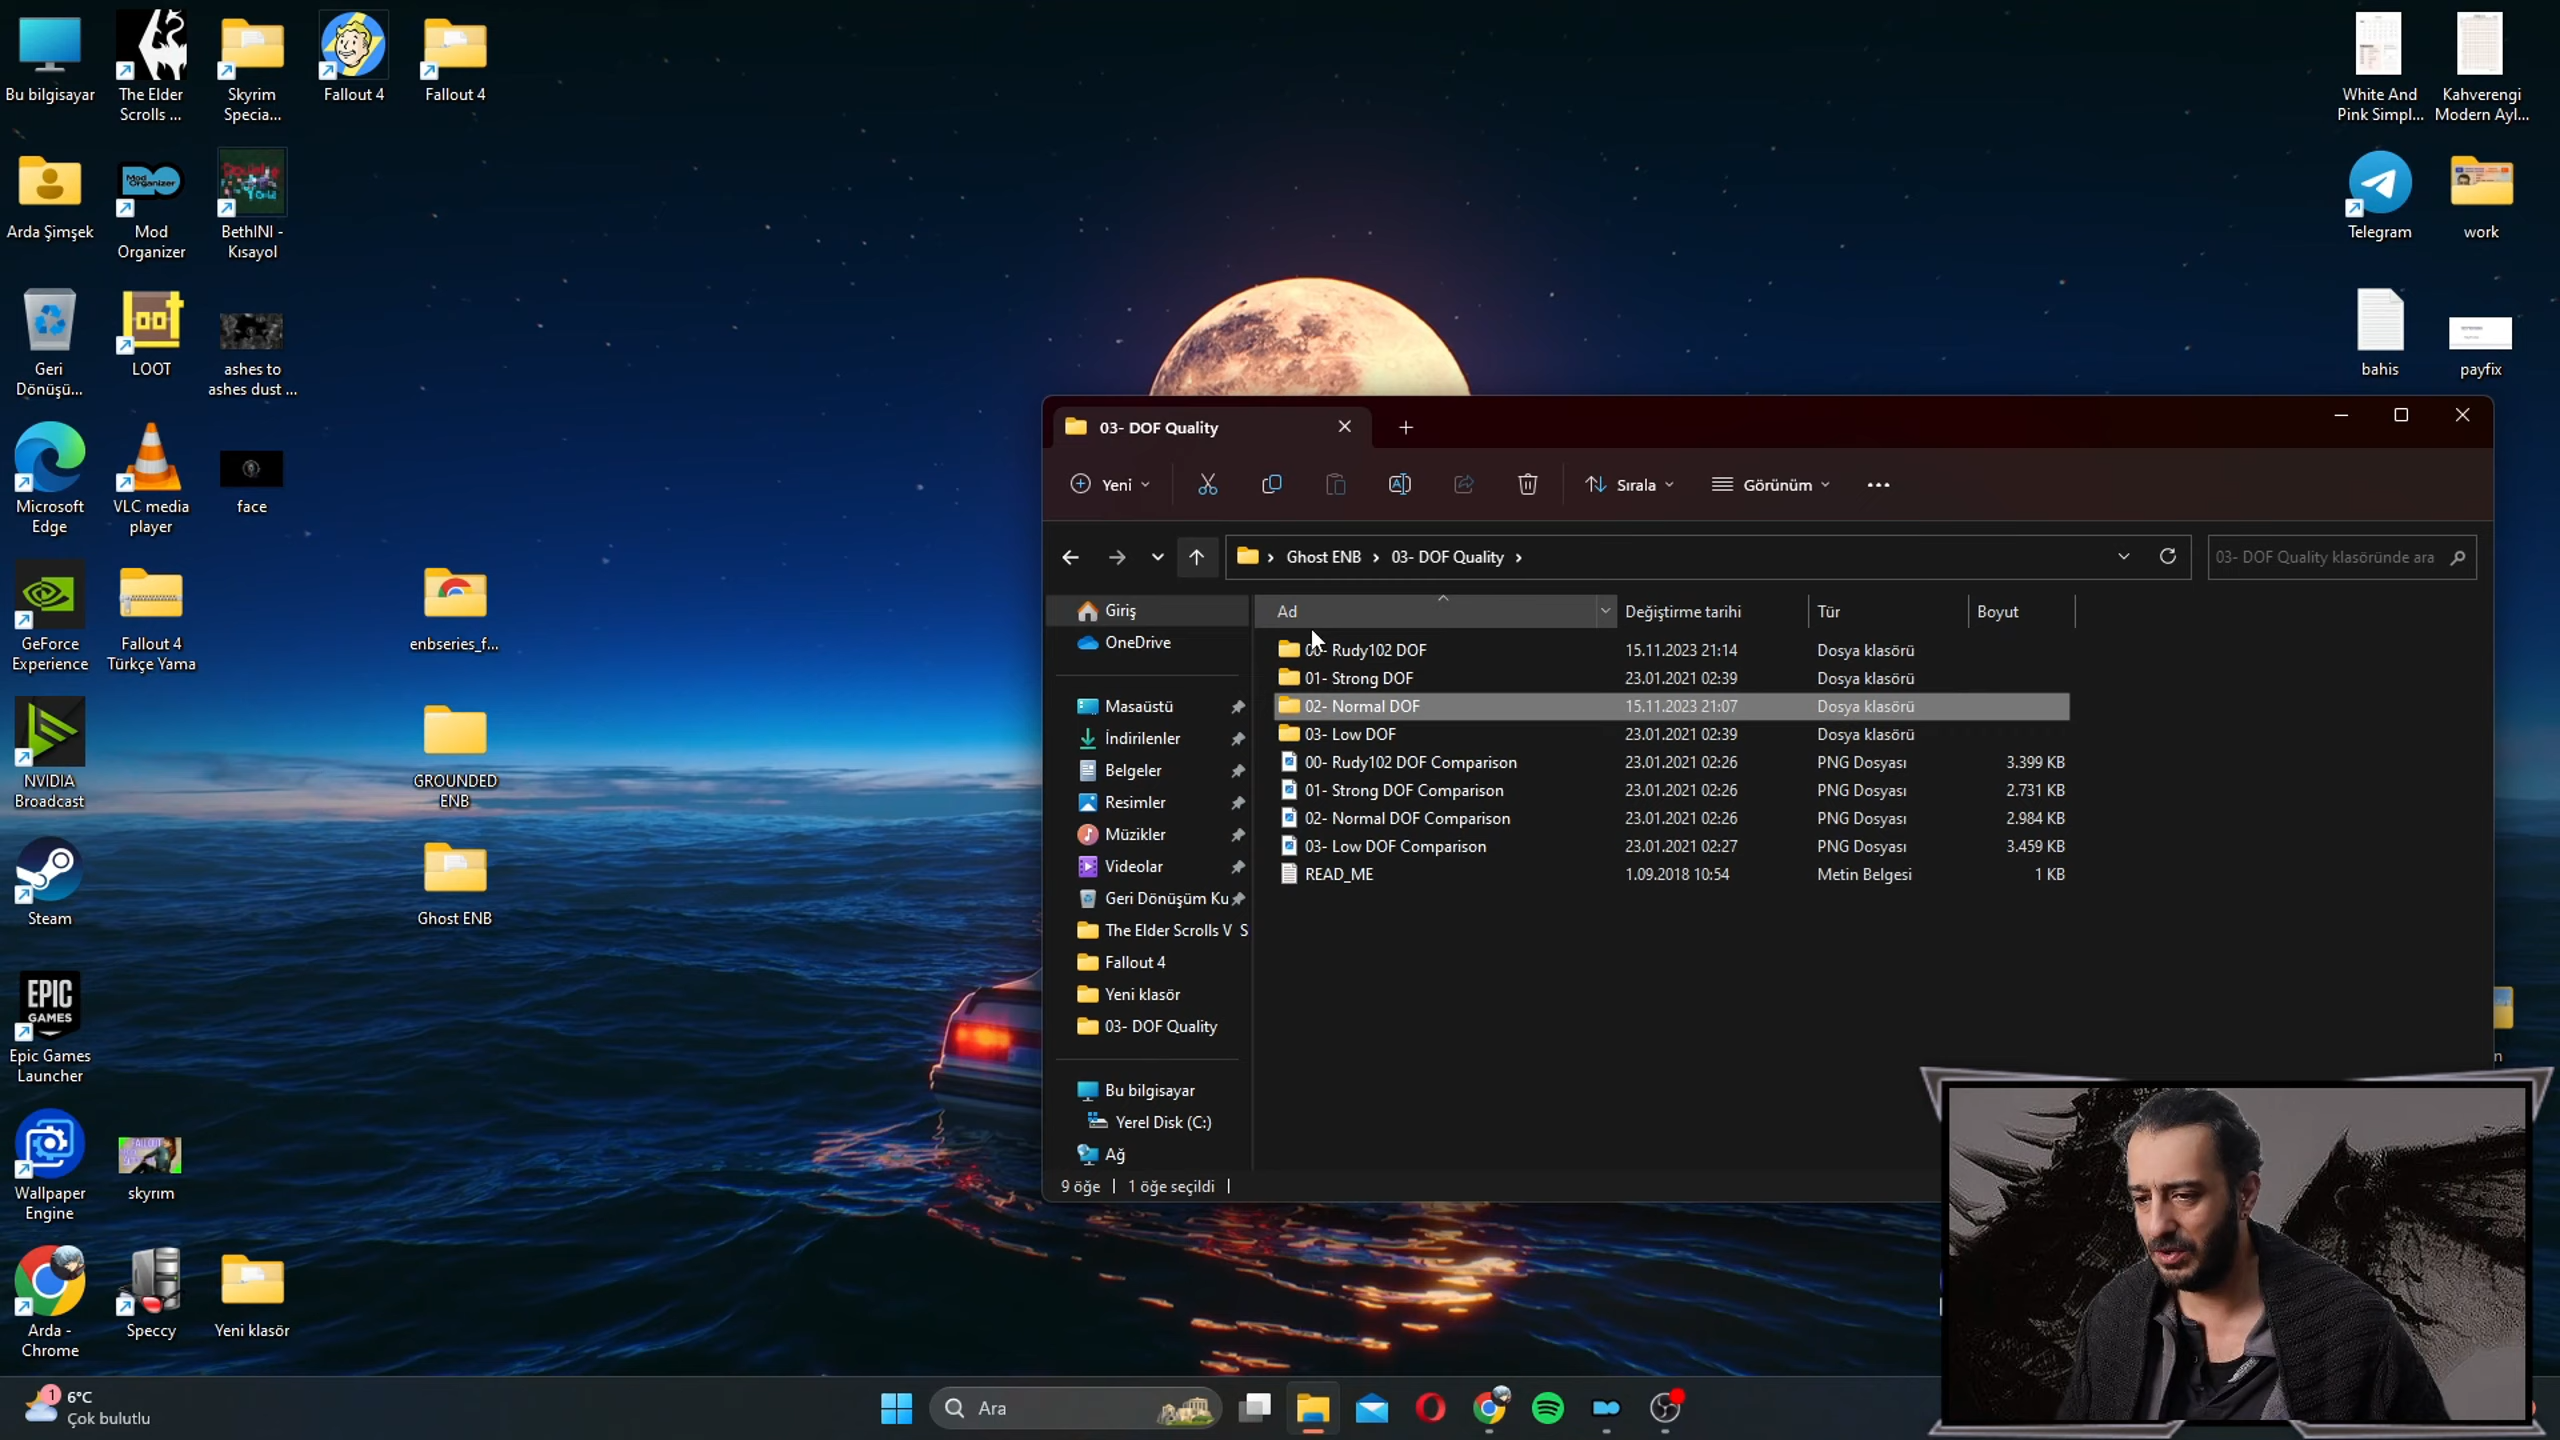 Bu bilgisayar
The Elder
Scrolls ...
Skyrim
Specia...
Fallout 4
Fallout 4
White And
Pink Simpl...
Kahverengi
Modern Ayl...
Arda Şimşek
Mod
Organizer
BethINI -
Kısayol
Telegram
work
Geri
Dönüşü...
LOOT
ashes to
ashes dust ...
bahis
payfix
Microsoft
Edge
VLC media
player
face
GeForce
Experience
Fallout 4
Türkçe Yama
enbseries_f...
NVIDIA
Broadcast
GROUNDED
ENB
Steam
Ghost ENB
EPIC
GAMES
Epic Games
Launcher
Wallpaper
Engine
skyrım
Arda -
Chrome
Speccy
Yeni klasör
03- DOF Quality
Yeni
Sırala
Görünüm
Ghost ENB
03- DOF Quality
03- DOF Quality klasöründe ara
Giriş
OneDrive
Masaüstü
İndirilenler
Belgeler
Resimler
Müzikler
Videolar
Geri Dönüşüm Ku
The Elder Scrolls V S
Fallout 4
Yeni klasör
03- DOF Quality
Bu bilgisayar
Yerel Disk (C:)
Ağ
Ad Değiştirme tarihi Tür Boyut
00- Rudy102 DOF 15.11.2023 21:14 Dosya klasörü
01- Strong DOF 23.01.2021 02:39 Dosya klasörü
02- Normal DOF 15.11.2023 21:07 Dosya klasörü
03- Low DOF 23.01.2021 02:39 Dosya klasörü
00- Rudy102 DOF Comparison 23.01.2021 02:26 PNG Dosyası 3.399 KB
01- Strong DOF Comparison 23.01.2021 02:26 PNG Dosyası 2.731 KB
02- Normal DOF Comparison 23.01.2021 02:26 PNG Dosyası 2.984 KB
03- Low DOF Comparison 23.01.2021 02:27 PNG Dosyası 3.459 KB
READ_ME 1.09.2018 10:54 Metin Belgesi 1 KB
9 öğe 1 öğe seçildi
1
6°C
Çok bulutlu
Ara